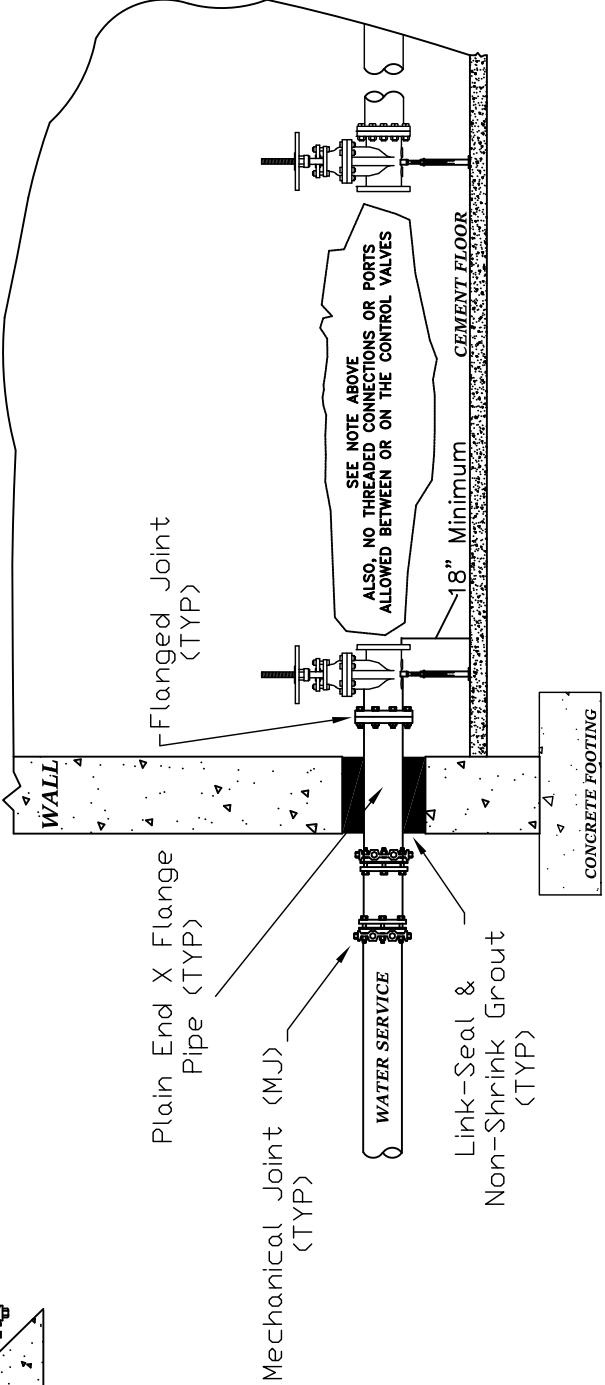 WALL
Flanged Joint
(TYP)
Plain End X Flange
Pipe (TYP)
Mechanical Joint (MJ)
(TYP)
WATER SERVICE
Link-Seal &
Non-Shrink Grout
(TYP)
SEE NOTE ABOVE
ALSO, NO THREADED CONNECTIONS OR PORTS
ALLOWED BETWEEN OR ON THE CONTROL VALVES
18" Minimum
CEMENT FLOOR
CONCRETE FOOTING